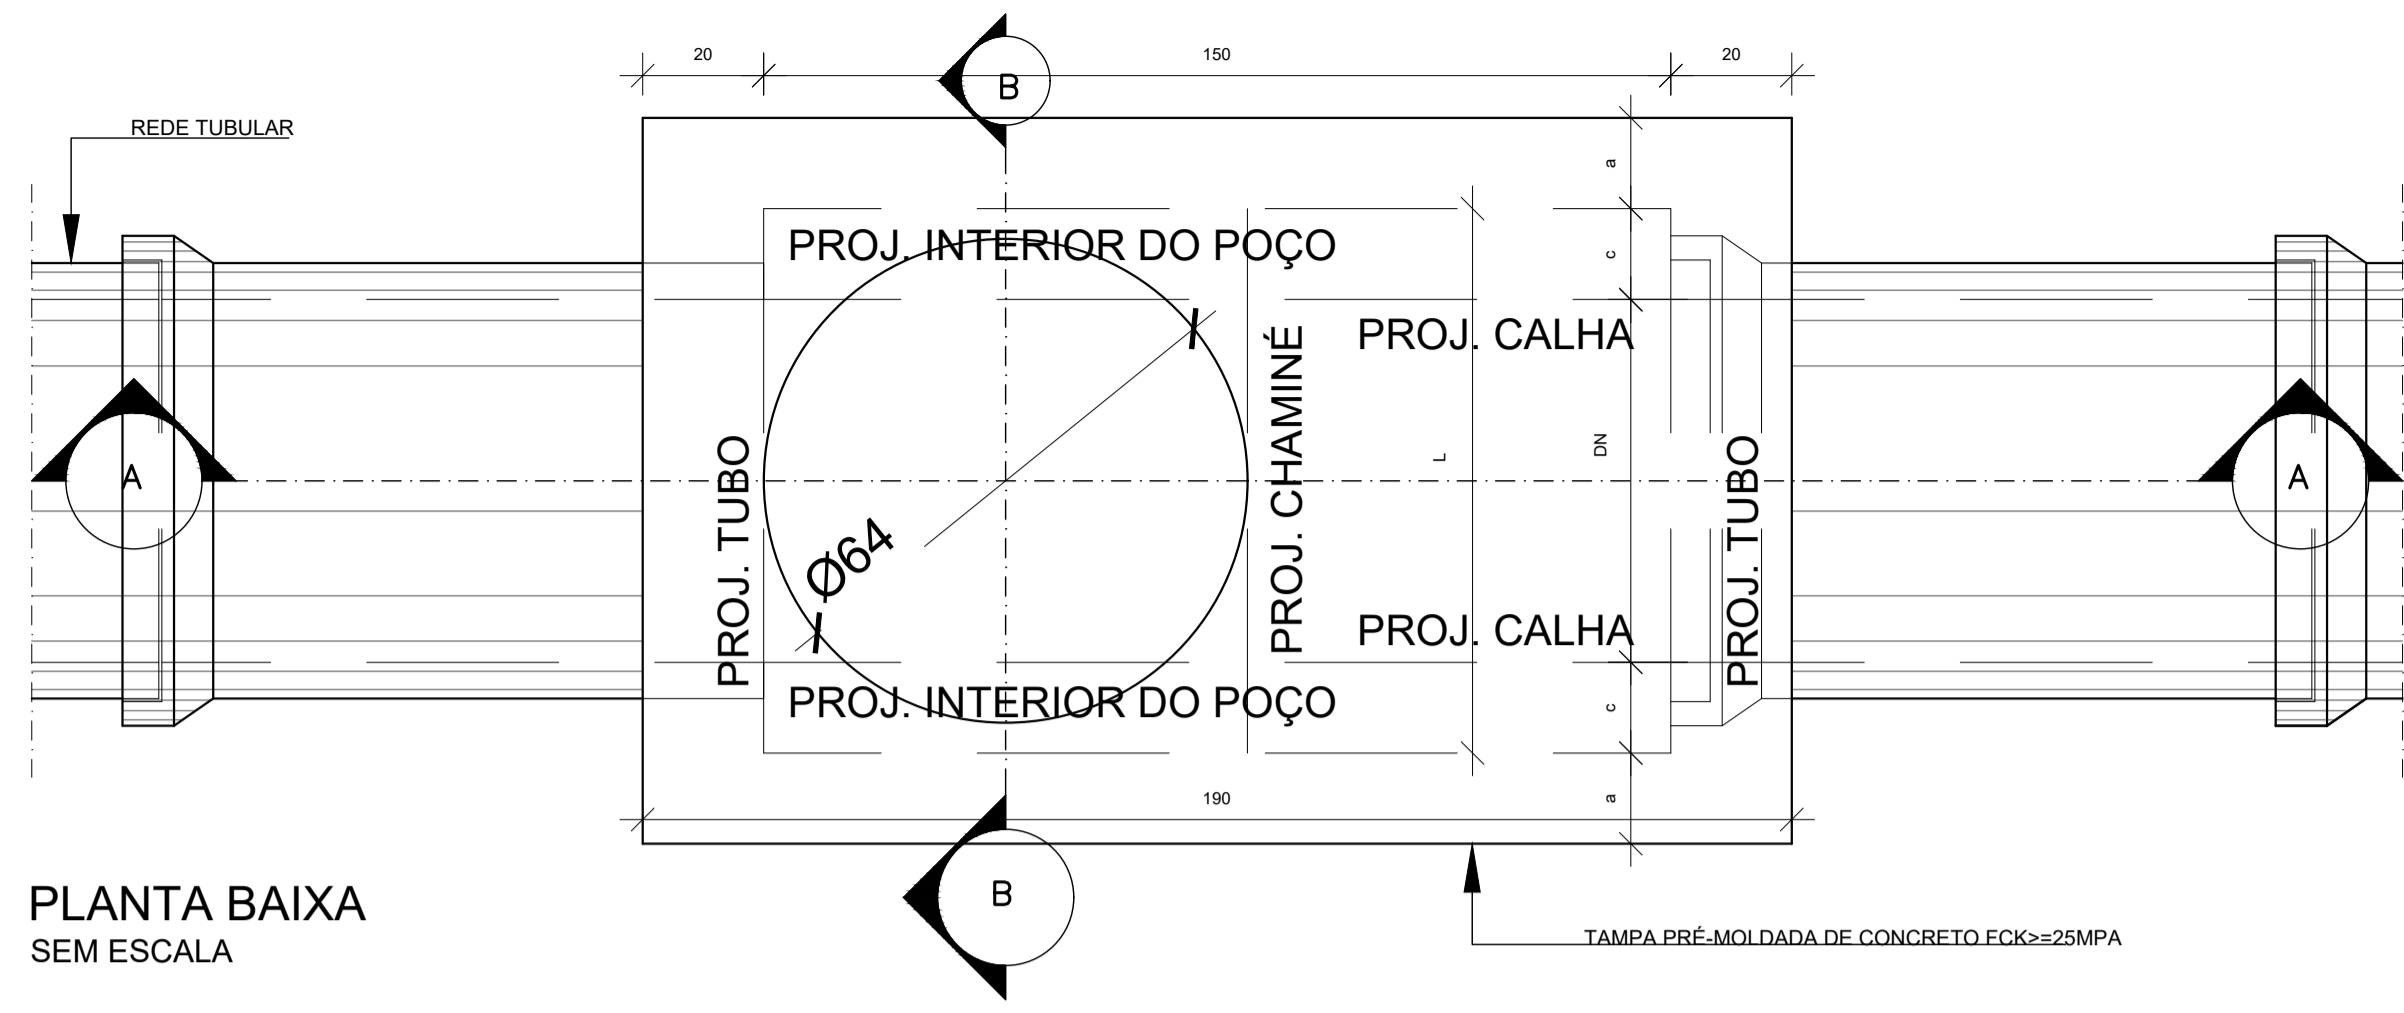 20
150
20
B
REDE TUBULAR
a
PROJ. INTERIOR DO POÇO
c
PROJ. CALHA
PROJ. TUBO
PROJ. CHAMINÉ
L
DN
PROJ. TUBO
A
A
Ø64
PROJ. CALHA
PROJ. INTERIOR DO POÇO
c
190
a
B
PLANTA BAIXA
SEM ESCALA
TAMPA PRÉ-MOLDADA DE CONCRETO FCK>=25MPA